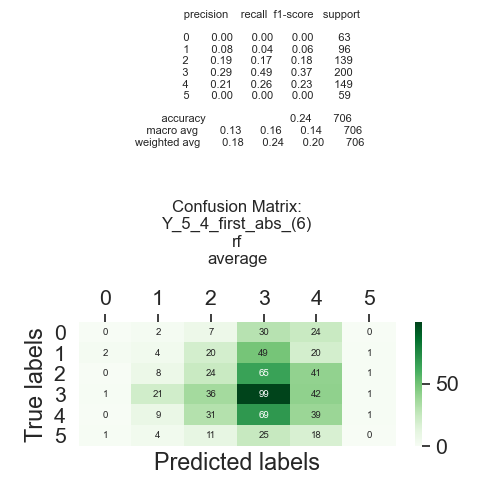 precision recall f1-score support
0 0.00 0.00 0.00 63
1 0.08 0.04 0.06 96
2 0.19 0.17 0.18 139
3 0.29 0.49 0.37 200
4 0.21 0.26 0.23 149
5 0.00 0.00 0.00 59
accuracy 0.24 706
macro avg 0.13 0.16 0.14 706
weighted avg 0.18 0.24 0.20 706
Confusion Matrix:
Y_5_4_first_abs_(6)
rf
average
0 1 2 3 4 5
0 0 2 7 30 24 0
1 2 4 20 49 20 1
2 0 8 24 65 41 1
3 1 21 36 99 42 1
4 0 9 31 69 39 1
5 1 4 11 25 18 0
True labels
Predicted labels
50
0